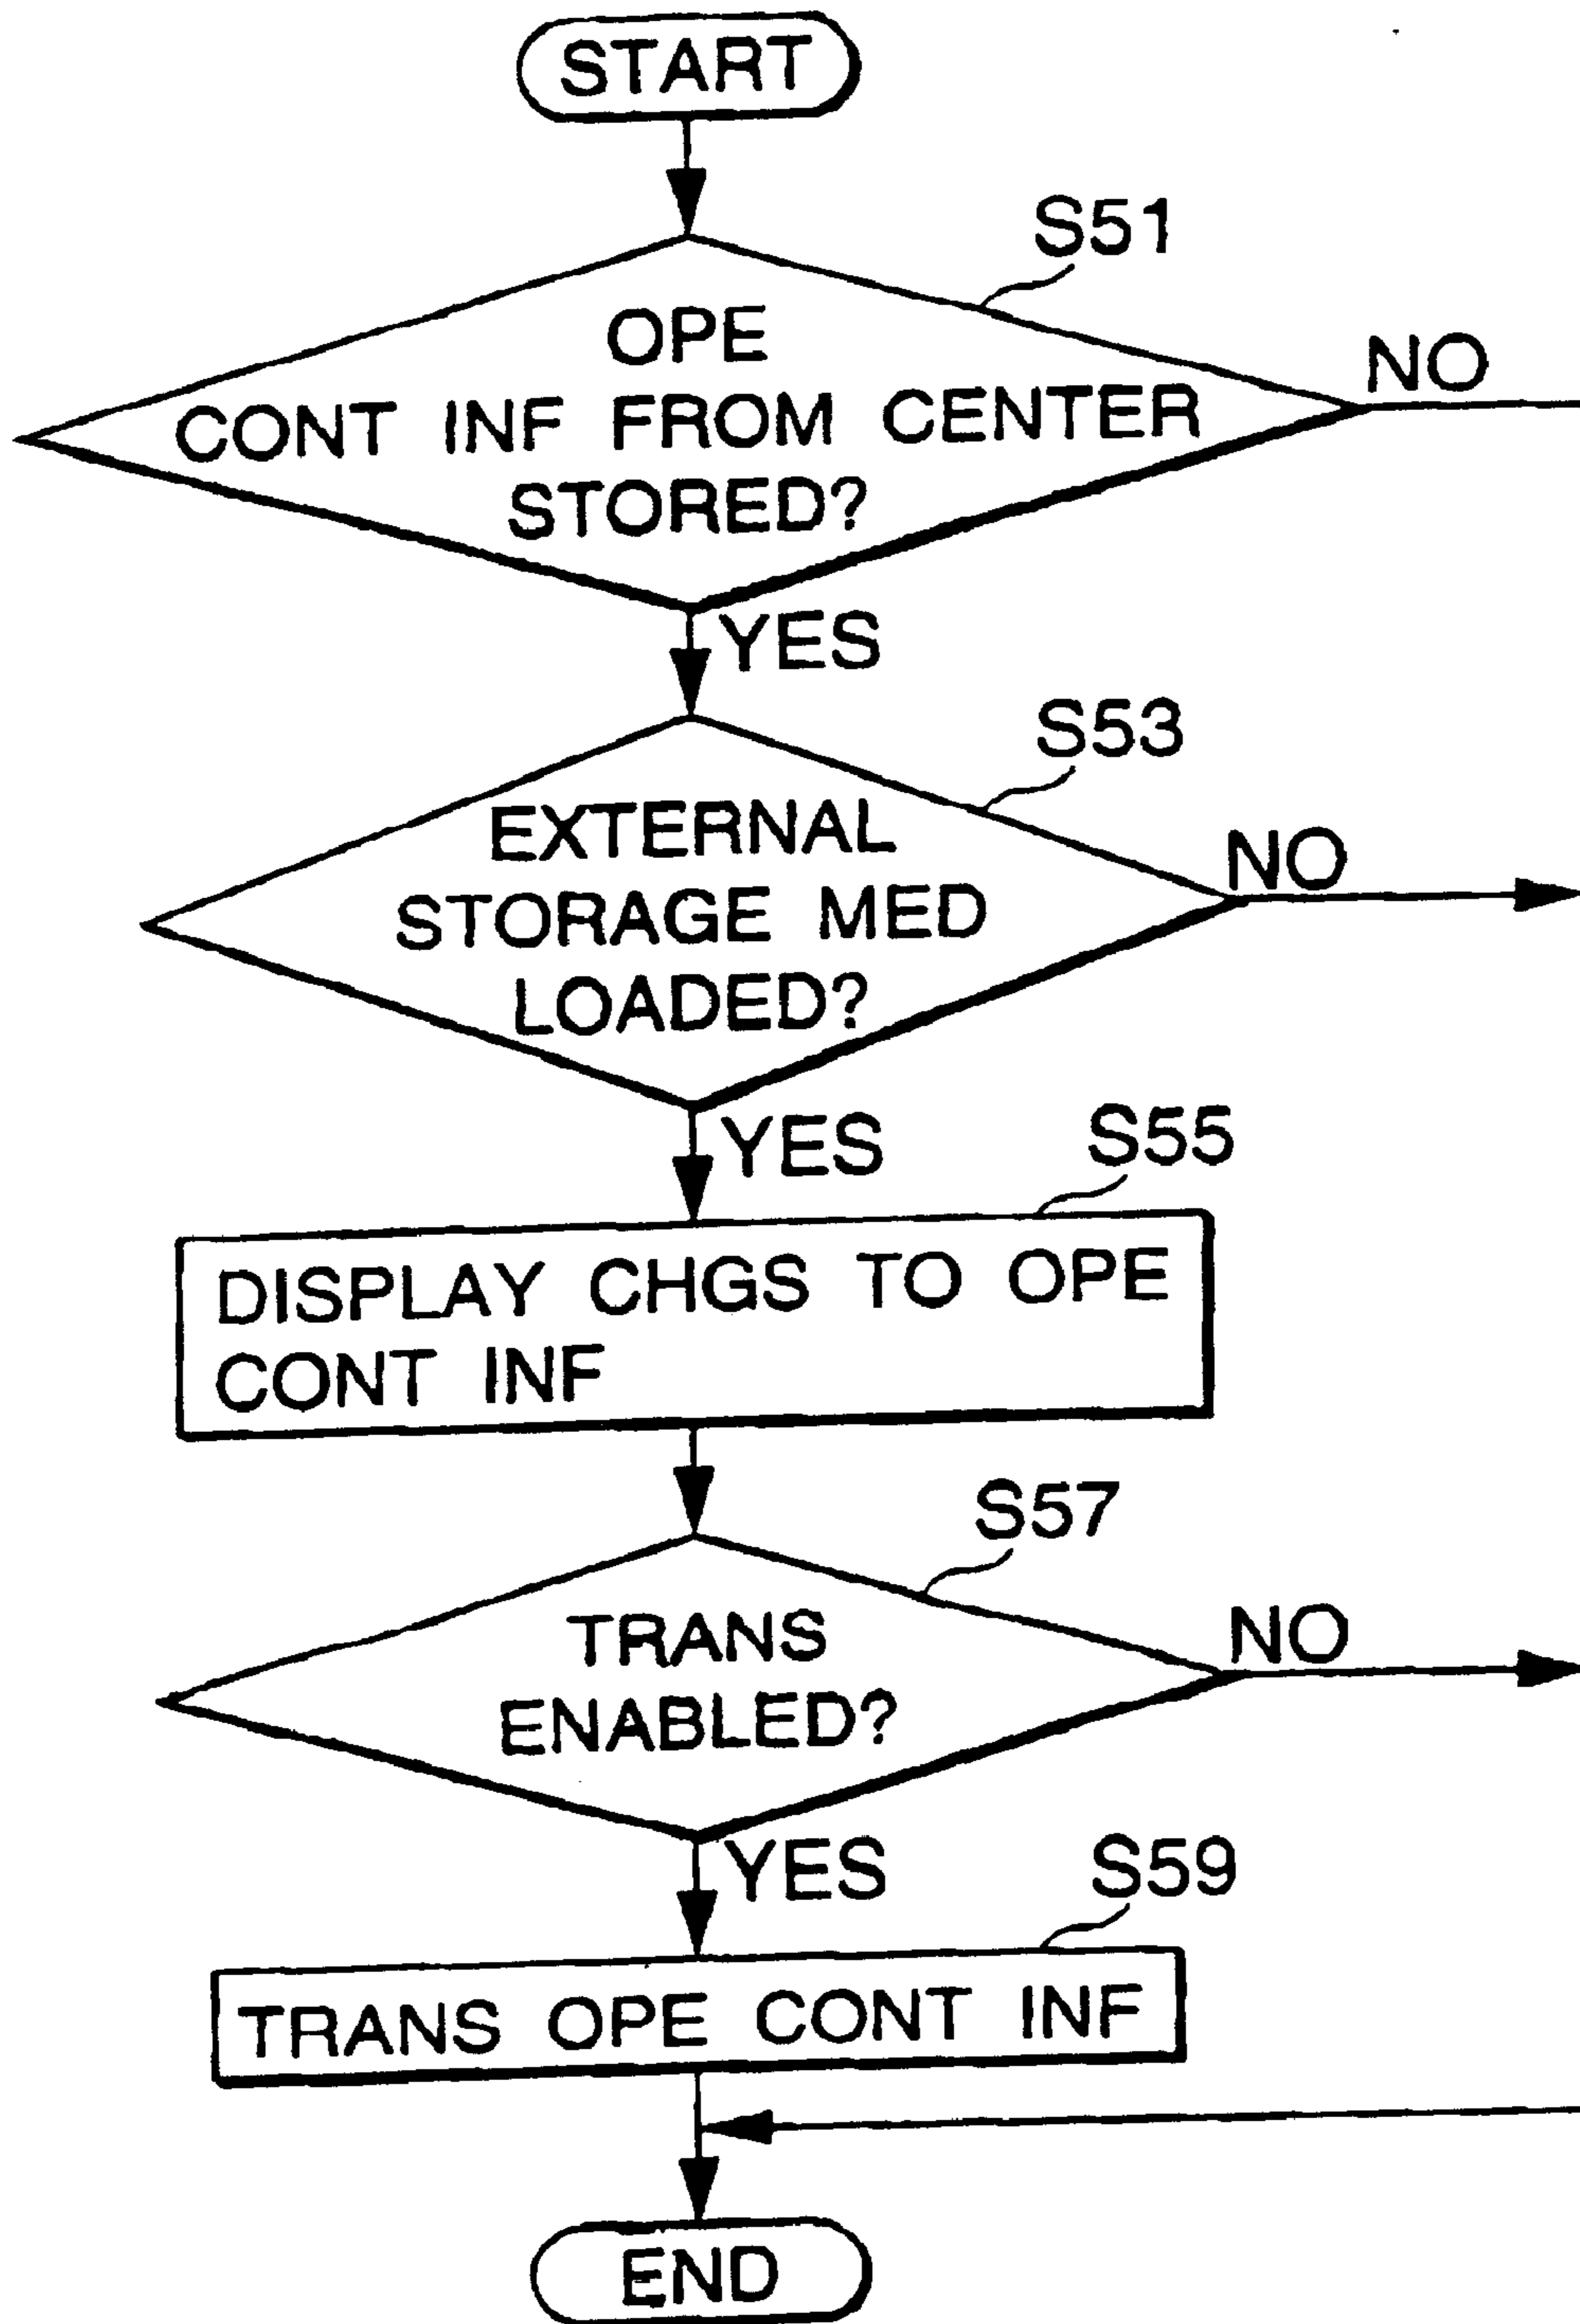 START
S51
OPE
CONT INF FROM CENTER
STORED?
NO
YES
S53
EXTERNAL
STORAGE MED
LOADED?
NO
YES
S55
DISPLAY CHGS TO OPE
CONT INF
S57
TRANS
ENABLED?
NO
YES
S59
TRANS OPE CONT INF
END